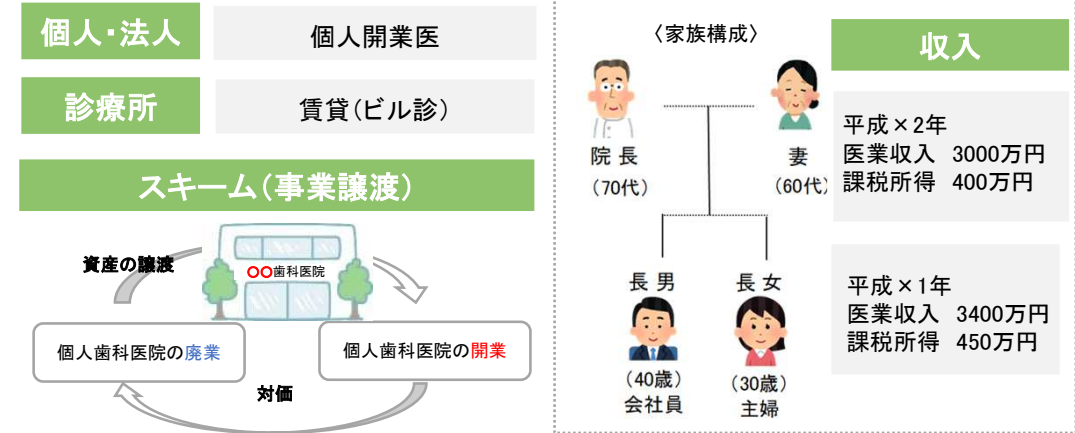 個人・法人
個人開業医
診療所
賃貸（ビル診）
スキーム（事業譲渡）
資産の譲渡
〇〇歯科医院
個人歯科医院の廃業
個人歯科医院の開業
対価
〈家族構成〉
院長
（70代）
妻
（60代）
長男
（40歳）
会社員
長女
（30歳）
主婦
収入
平成×2年
医業収入 3000万円
課税所得 400万円
平成×1年
医業収入 3400万円
課税所得 450万円